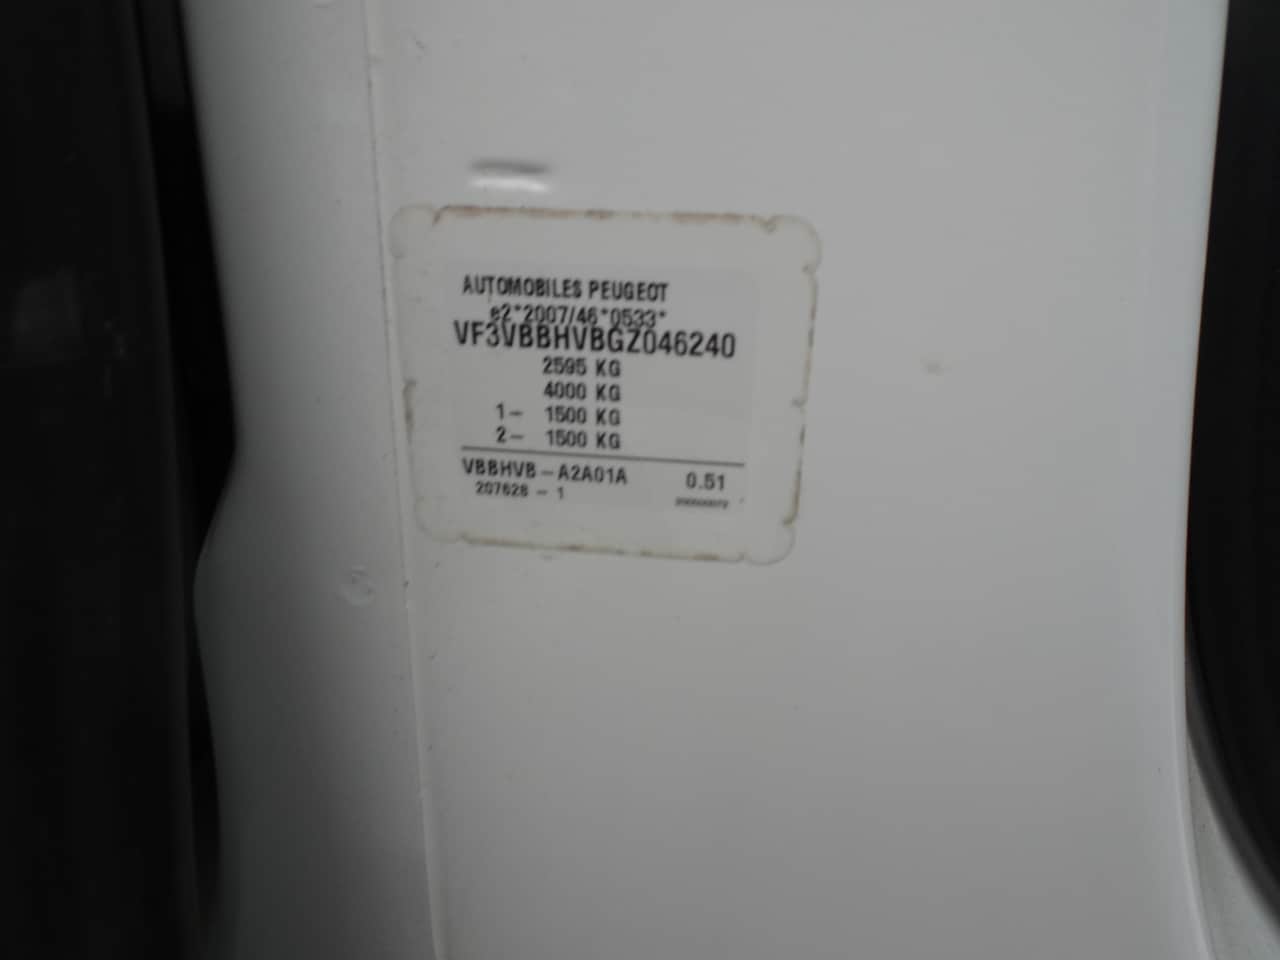 AUTOMOBILES PEUGEOT
e2*2007/46*0533*
VF3VBBHVBGZ046240
2595 KG
4000 KG
1- 1500 KG
2- 1500 KG
VBBHVB-A2A01A 0.51
207628 - 1